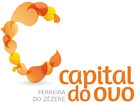 capital
do ovo
FERREIRA
DO ZÊZERE